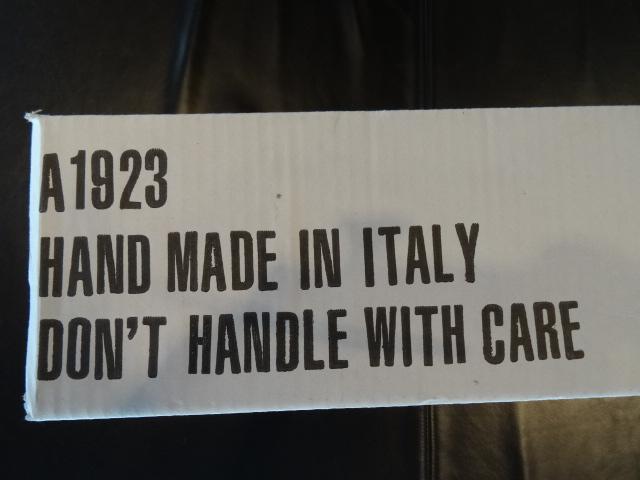 A1923
HAND MADE IN ITALY
DON'T HANDLE WITH CARE